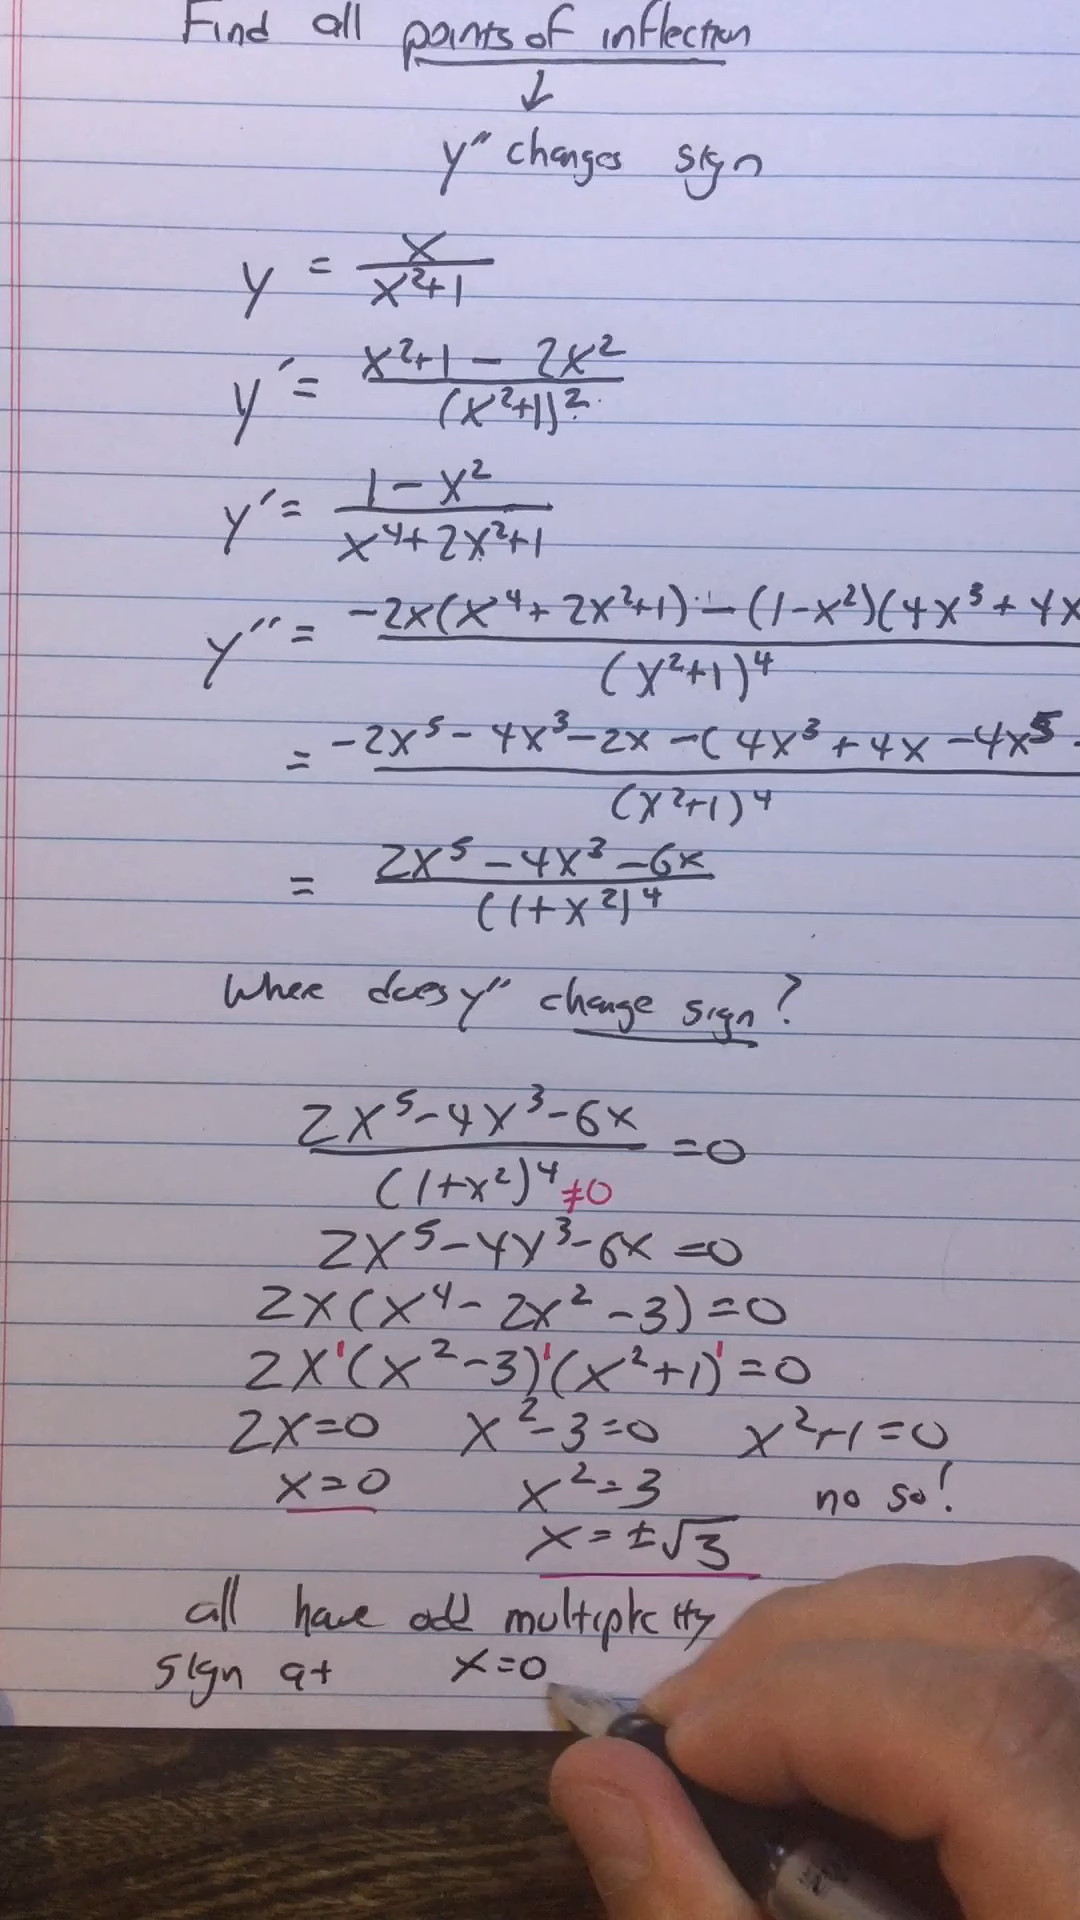 Find all points of inflection
↓
y'' changes sign
y = x/(x²+1)
y' = (x²+1 - 2x²)/(x²+1)²
y' = (1-x²)/(x⁴+2x²+1)
y'' = (-2x(x⁴+2x²+1) - (1-x²)(4x³+4x)/(x²+1)⁴
= (-2x⁵-4x³-2x-(4x³+4x-4x⁵-)/(x²+1)⁴
= (2x⁵-4x³-6x)/(1+x²)⁴
Where does y'' change sign?
(2x⁵-4x³-6x)/(1+x²)⁴ =0
≠0
2x⁵-4x³-6x=0
2x(x⁴-2x²-3)=0
2x¹(x²-3)¹(x²+1)¹=0
2x=0 x²-3=0 x²+1=0
x=0 x²=3 no so!
x=±√3
all have odd multiplicity
sign at x=0